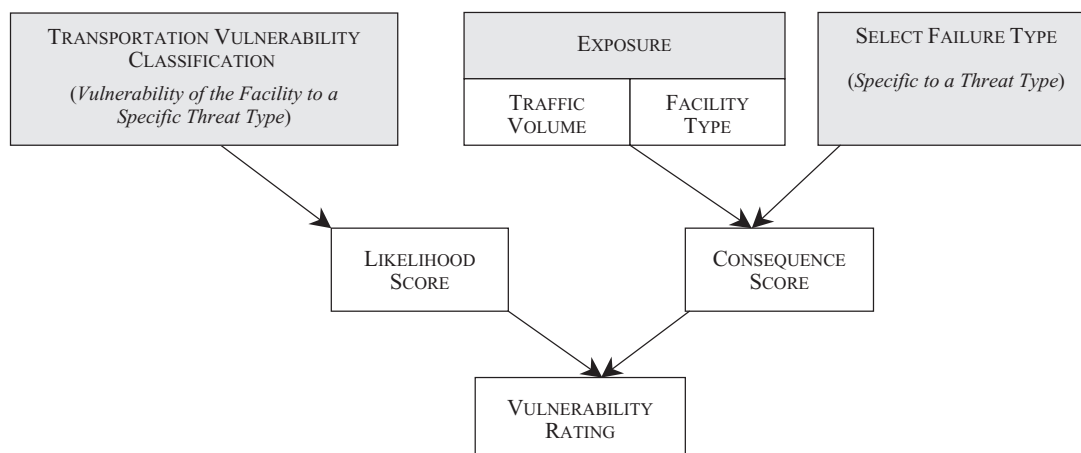 TRANSPORTATION VULNERABILITY
CLASSIFICATION
(Vulnerability of the Facility to a
Specific Threat Type)
EXPOSURE
TRAFFIC
VOLUME
FACILITY
TYPE
SELECT FAILURE TYPE
(Specific to a Threat Type)
LIKELIHOOD
SCORE
CONSEQUENCE
SCORE
VULNERABILITY
RATING